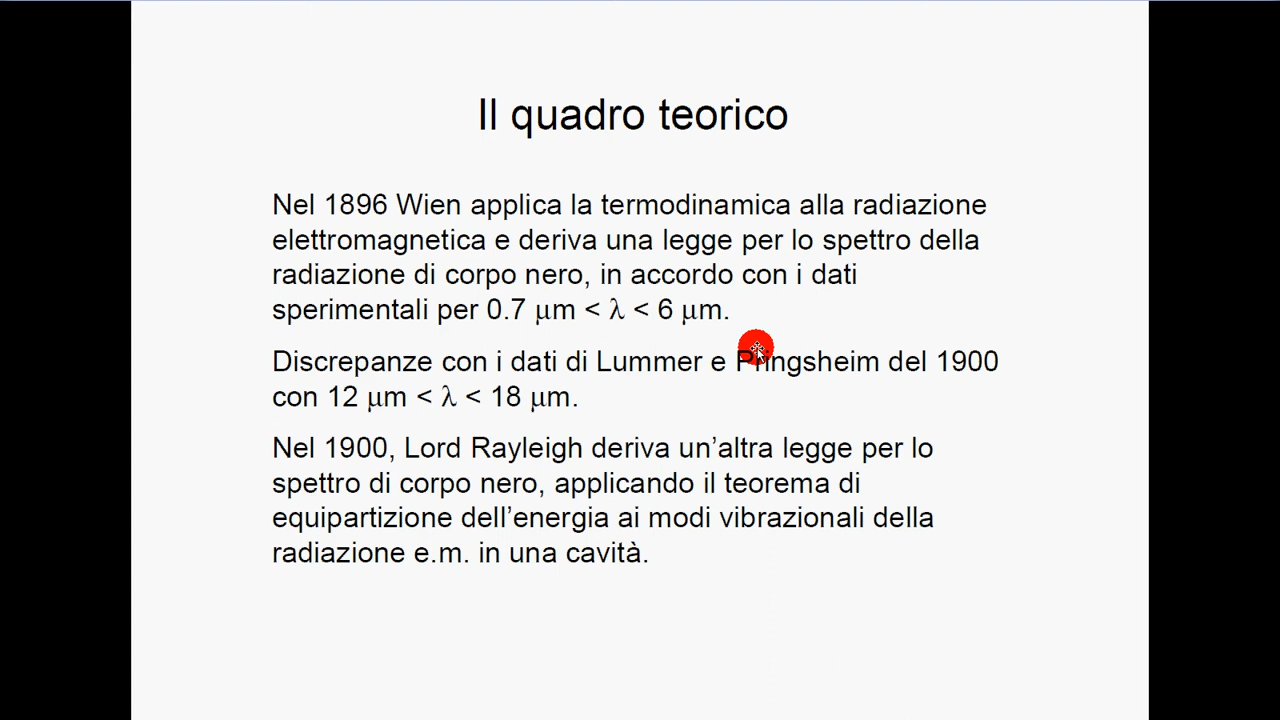 Il quadro teorico
Nel 1896 Wien applica la termodinamica alla radiazione
elettromagnetica e deriva una legge per lo spettro della
radiazione di corpo nero, in accordo con i dati
sperimentali per 0.7 μm < λ < 6 μm.
Discrepanze con i dati di Lummer e Pringsheim del 1900
con 12 μm < λ < 18 μm.
Nel 1900, Lord Rayleigh deriva un’altra legge per lo
spettro di corpo nero, applicando il teorema di
equipartizione dell’energia ai modi vibrazionali della
radiazione e.m. in una cavità.